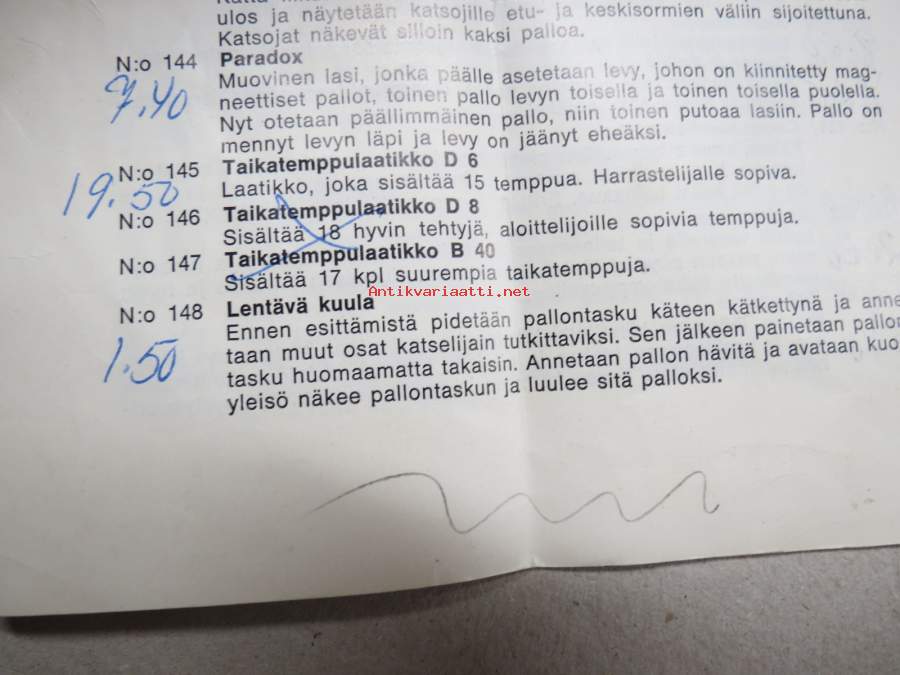 ulos ja näytetään katsojille etu- ja keskisormien väliin sijoitettuna.
Katsojat näkevät silloin kaksi palloa.
N:o 144 Paradox
7.40
Muovinen lasi, jonka päälle asetetaan levy, johon on kiinnitetty mag-
neettiset pallot, toinen pallo levyn toisella ja toinen toisella puolella.
Nyt otetaan päällimmäinen pallo, niin toinen putoaa lasiin. Pallo on
mennyt levyn läpi ja levy on jäänyt eheäksi.
N:o 145 Taikatemppulaatikko D 6
19.50
Laatikko, joka sisältää 15 temppua. Harrastelijalle sopiva.
N:o 146 Taikatemppulaatikko D 8
Sisältää 18 hyvin tehtyjä, aloittelijoille sopivia temppuja.
N:o 147 Taikatemppulaatikko B 40
Sisältää 17 kpl suurempia taikatemppuja.
Antikvariaatti.net
N:o 148 Lentävä kuula
1.50
Ennen esittämistä pidetään pallontasku käteen kätkettynä ja anne
taan muut osat katselijain tutkittaviksi. Sen jälkeen painetaan pallon
tasku huomaamatta takaisin. Annetaan pallon hävitä ja avataan kuo
yleisö näkee pallontaskun ja luulee sitä palloksi.